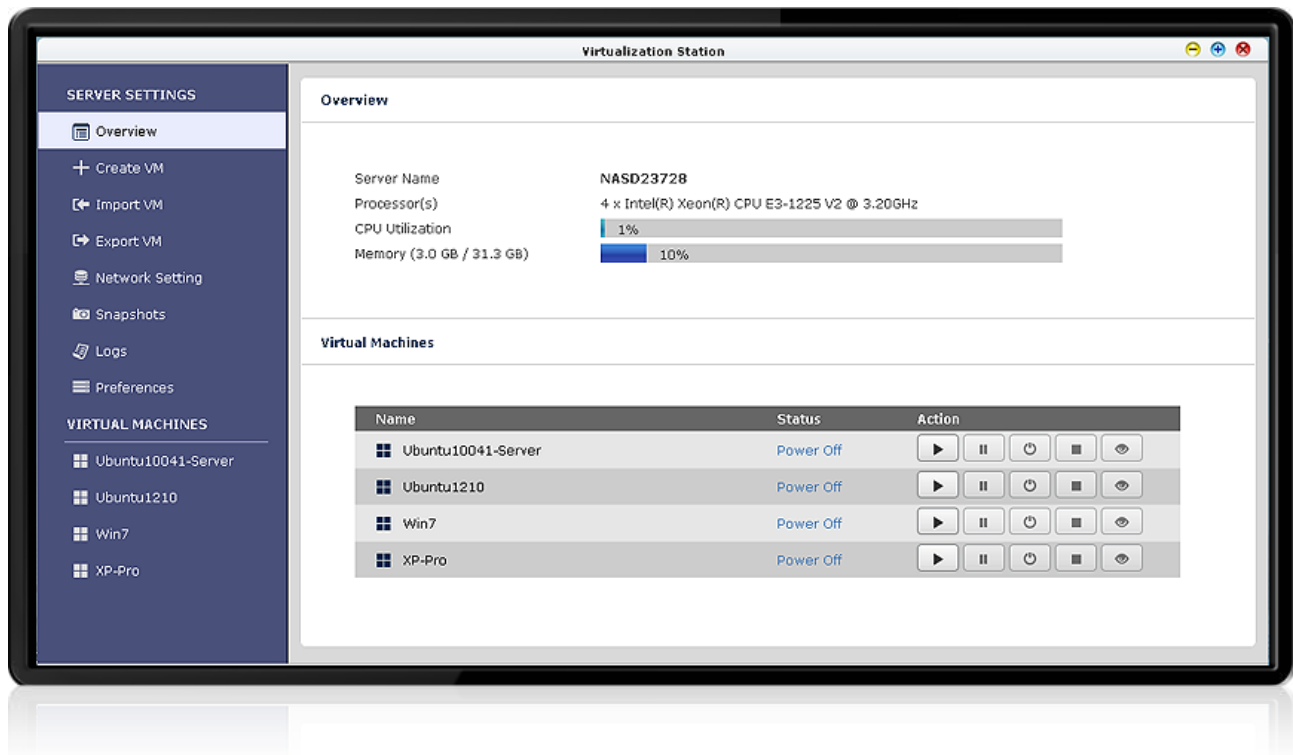 Virtualization Station
SERVER SETTINGS
Overview
Create VM
Import VM
Export VM
Network Setting
Snapshots
Logs
Preferences
VIRTUAL MACHINES
Ubuntu10041-Server
Ubuntu1210
Win7
XP-Pro
Overview
Server Name NASD23728
Processor(s) 4 x Intel(R) Xeon(R) CPU E3-1225 V2 @ 3.20GHz
CPU Utilization 1%
Memory (3.0 GB / 31.3 GB) 10%
Virtual Machines
Name Status Action
Ubuntu10041-Server Power Off
Ubuntu1210 Power Off
Win7 Power Off
XP-Pro Power Off